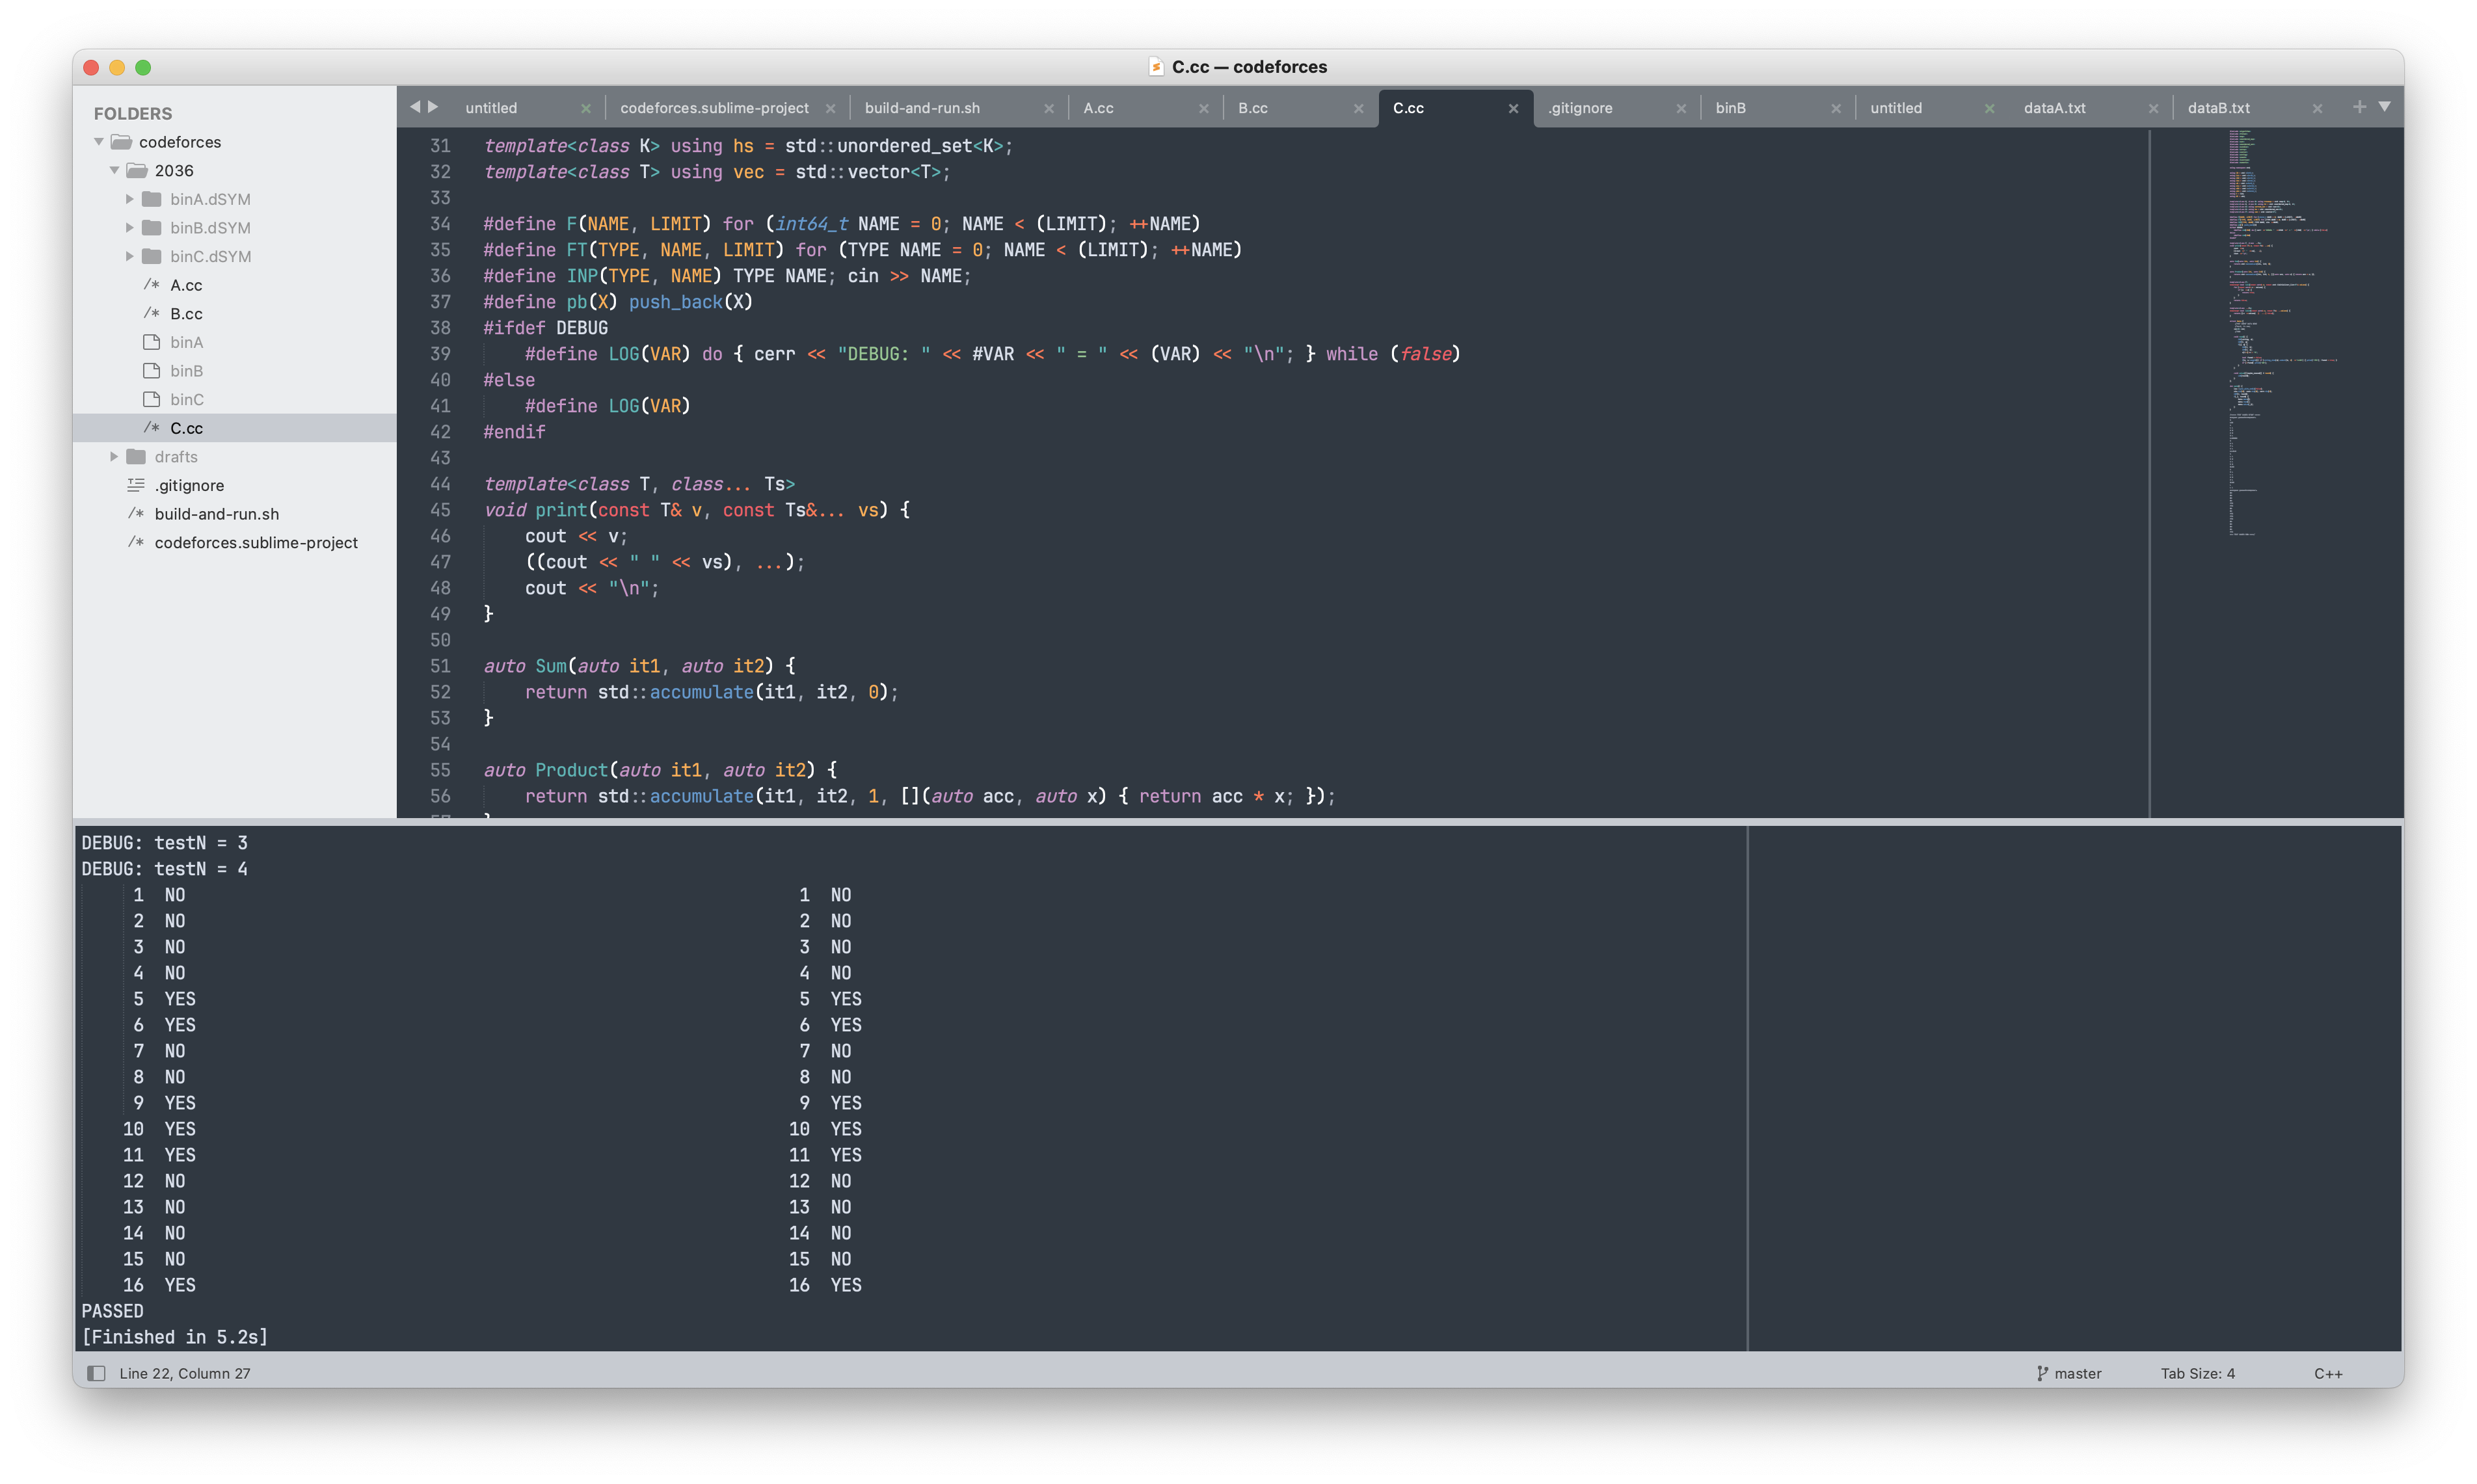 C.cc — codeforces
FOLDERS
codeforces
2036
binA.dSYM
binB.dSYM
binC.dSYM
/* A.cc
/* B.cc
binA
binB
binC
/* C.cc
drafts
.gitignore
/* build-and-run.sh
/* codeforces.sublime-project
untitled codeforces.sublime-project build-and-run.sh A.cc B.cc C.cc .gitignore binB untitled dataA.txt dataB.txt
31 template<class K> using hs = std::unordered_set<K>;
32 template<class T> using vec = std::vector<T>;
33
34 #define F(NAME, LIMIT) for (int64_t NAME = 0; NAME < (LIMIT); ++NAME)
35 #define FT(TYPE, NAME, LIMIT) for (TYPE NAME = 0; NAME < (LIMIT); ++NAME)
36 #define INP(TYPE, NAME) TYPE NAME; cin >> NAME;
37 #define pb(X) push_back(X)
38 #ifdef DEBUG
39 #define LOG(VAR) do { cerr << "DEBUG: " << #VAR << " = " << (VAR) << "\n"; } while (false)
40 #else
41 #define LOG(VAR)
42 #endif
43
44 template<class T, class... Ts>
45 void print(const T& v, const Ts&... vs) {
46 cout << v;
47 ((cout << " " << vs), ...);
48 cout << "\n";
49 }
50
51 auto Sum(auto it1, auto it2) {
52 return std::accumulate(it1, it2, 0);
53 }
54
55 auto Product(auto it1, auto it2) {
56 return std::accumulate(it1, it2, 1, [](auto acc, auto x) { return acc * x; });
DEBUG: testN = 3
DEBUG: testN = 4
1 NO 1 NO
2 NO 2 NO
3 NO 3 NO
4 NO 4 NO
5 YES 5 YES
6 YES 6 YES
7 NO 7 NO
8 NO 8 NO
9 YES 9 YES
10 YES 10 YES
11 YES 11 YES
12 NO 12 NO
13 NO 13 NO
14 NO 14 NO
15 NO 15 NO
16 YES 16 YES
PASSED
[Finished in 5.2s]
Line 22, Column 27 master Tab Size: 4 C++